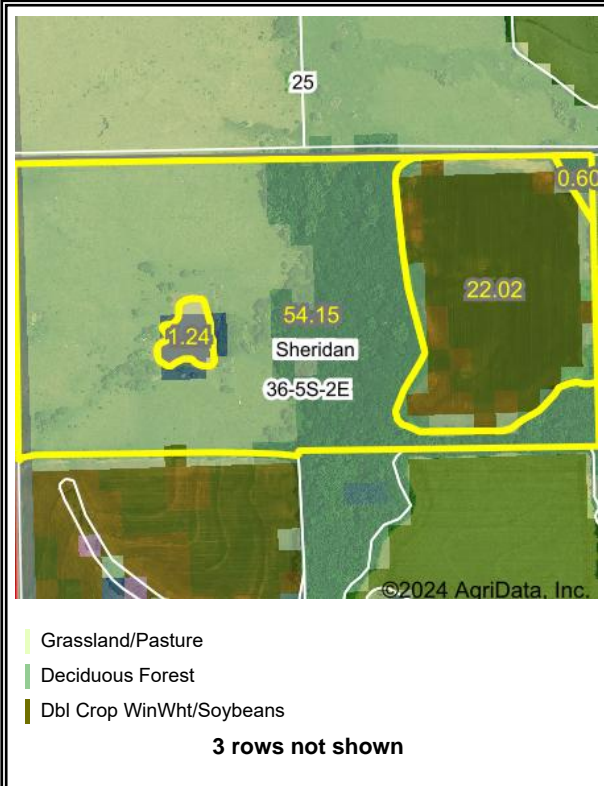 25
0.60
22.02
54.15
1.24
Sheridan
36-5S-2E
©2024 AgriData, Inc.
Grassland/Pasture
Deciduous Forest
Dbl Crop WinWht/Soybeans
3 rows not shown